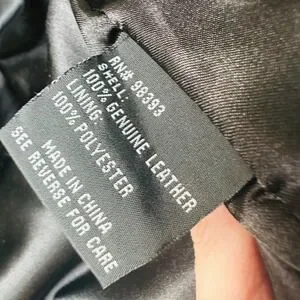 RN# 98393
SHELL:
100% GENUINE LEATHER
LINING:
100% POLYESTER
MADE IN CHINA
SEE REVERSE FOR CARE